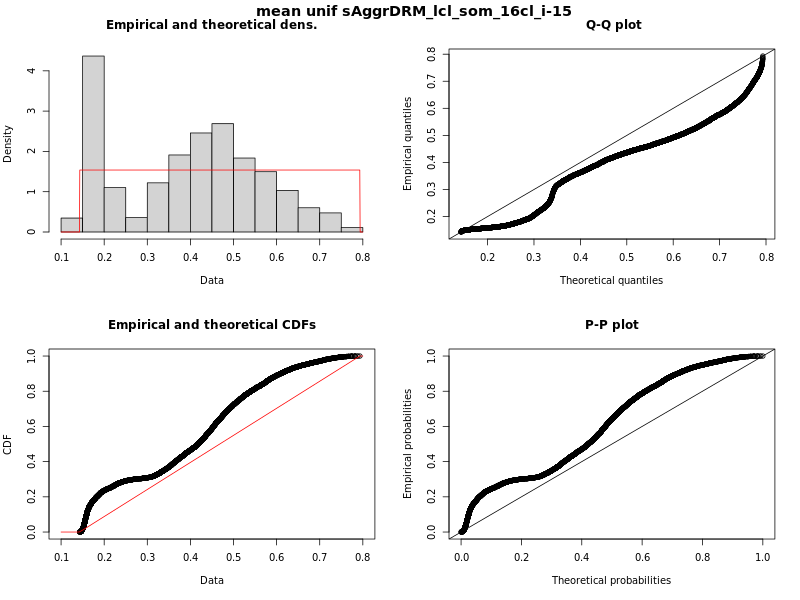 mean unif sAggrDRM_lcl_som_16cl_i-15
Empirical and theoretical dens.
Density
0 1 2 3 4
0.1 0.2 0.3 0.4 0.5 0.6 0.7 0.8
Data
Q-Q plot
Empirical quantiles
0.2 0.3 0.4 0.5 0.6 0.7 0.8
0.2 0.3 0.4 0.5 0.6 0.7 0.8
Theoretical quantiles
Empirical and theoretical CDFs
CDF
0.0 0.2 0.4 0.6 0.8 1.0
0.1 0.2 0.3 0.4 0.5 0.6 0.7 0.8
Data
P-P plot
Empirical probabilities
0.0 0.2 0.4 0.6 0.8 1.0
0.0 0.2 0.4 0.6 0.8 1.0
Theoretical probabilities